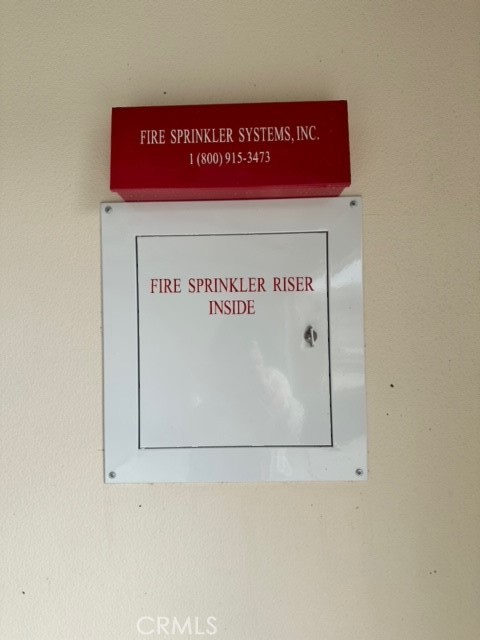 FIRE SPRINKLER SYSTEMS, INC.
1 (800) 915-3473
FIRE SPRINKLER RISER
INSIDE
CRMLS